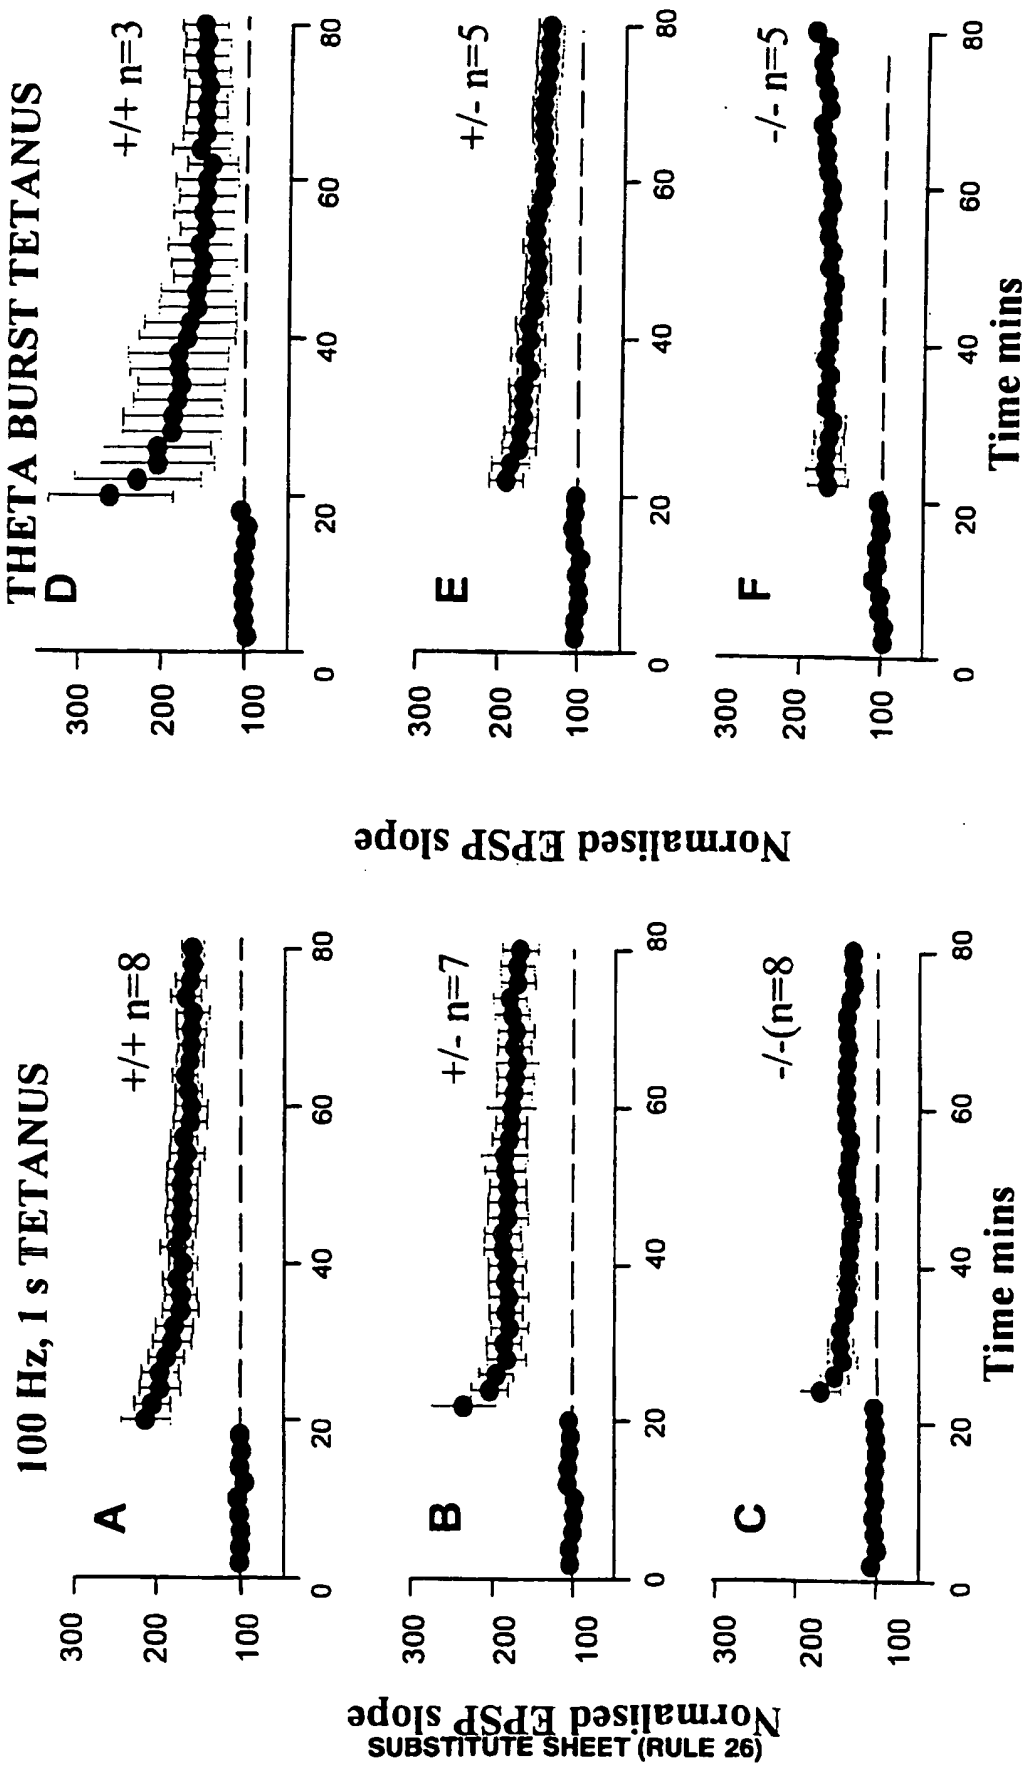 100 Hz, 1 s TETANUS
A
+/+ n=8
300
200
100
0
20
40
60
80
B
+/- n=7
300
200
100
0
20
40
60
80
C
-/-(n=8
300
200
100
0
20
40
60
80
Normalised EPSP slope
Time mins
THETA BURST TETANUS
D
+/+ n=3
300
200
100
0
20
40
60
80
E
+/- n=5
300
200
100
0
20
40
60
80
F
-/- n=5
300
200
100
0
20
40
60
80
Normalised EPSP slope
Time mins
SUBSTITUTE SHEET (RULE 26)